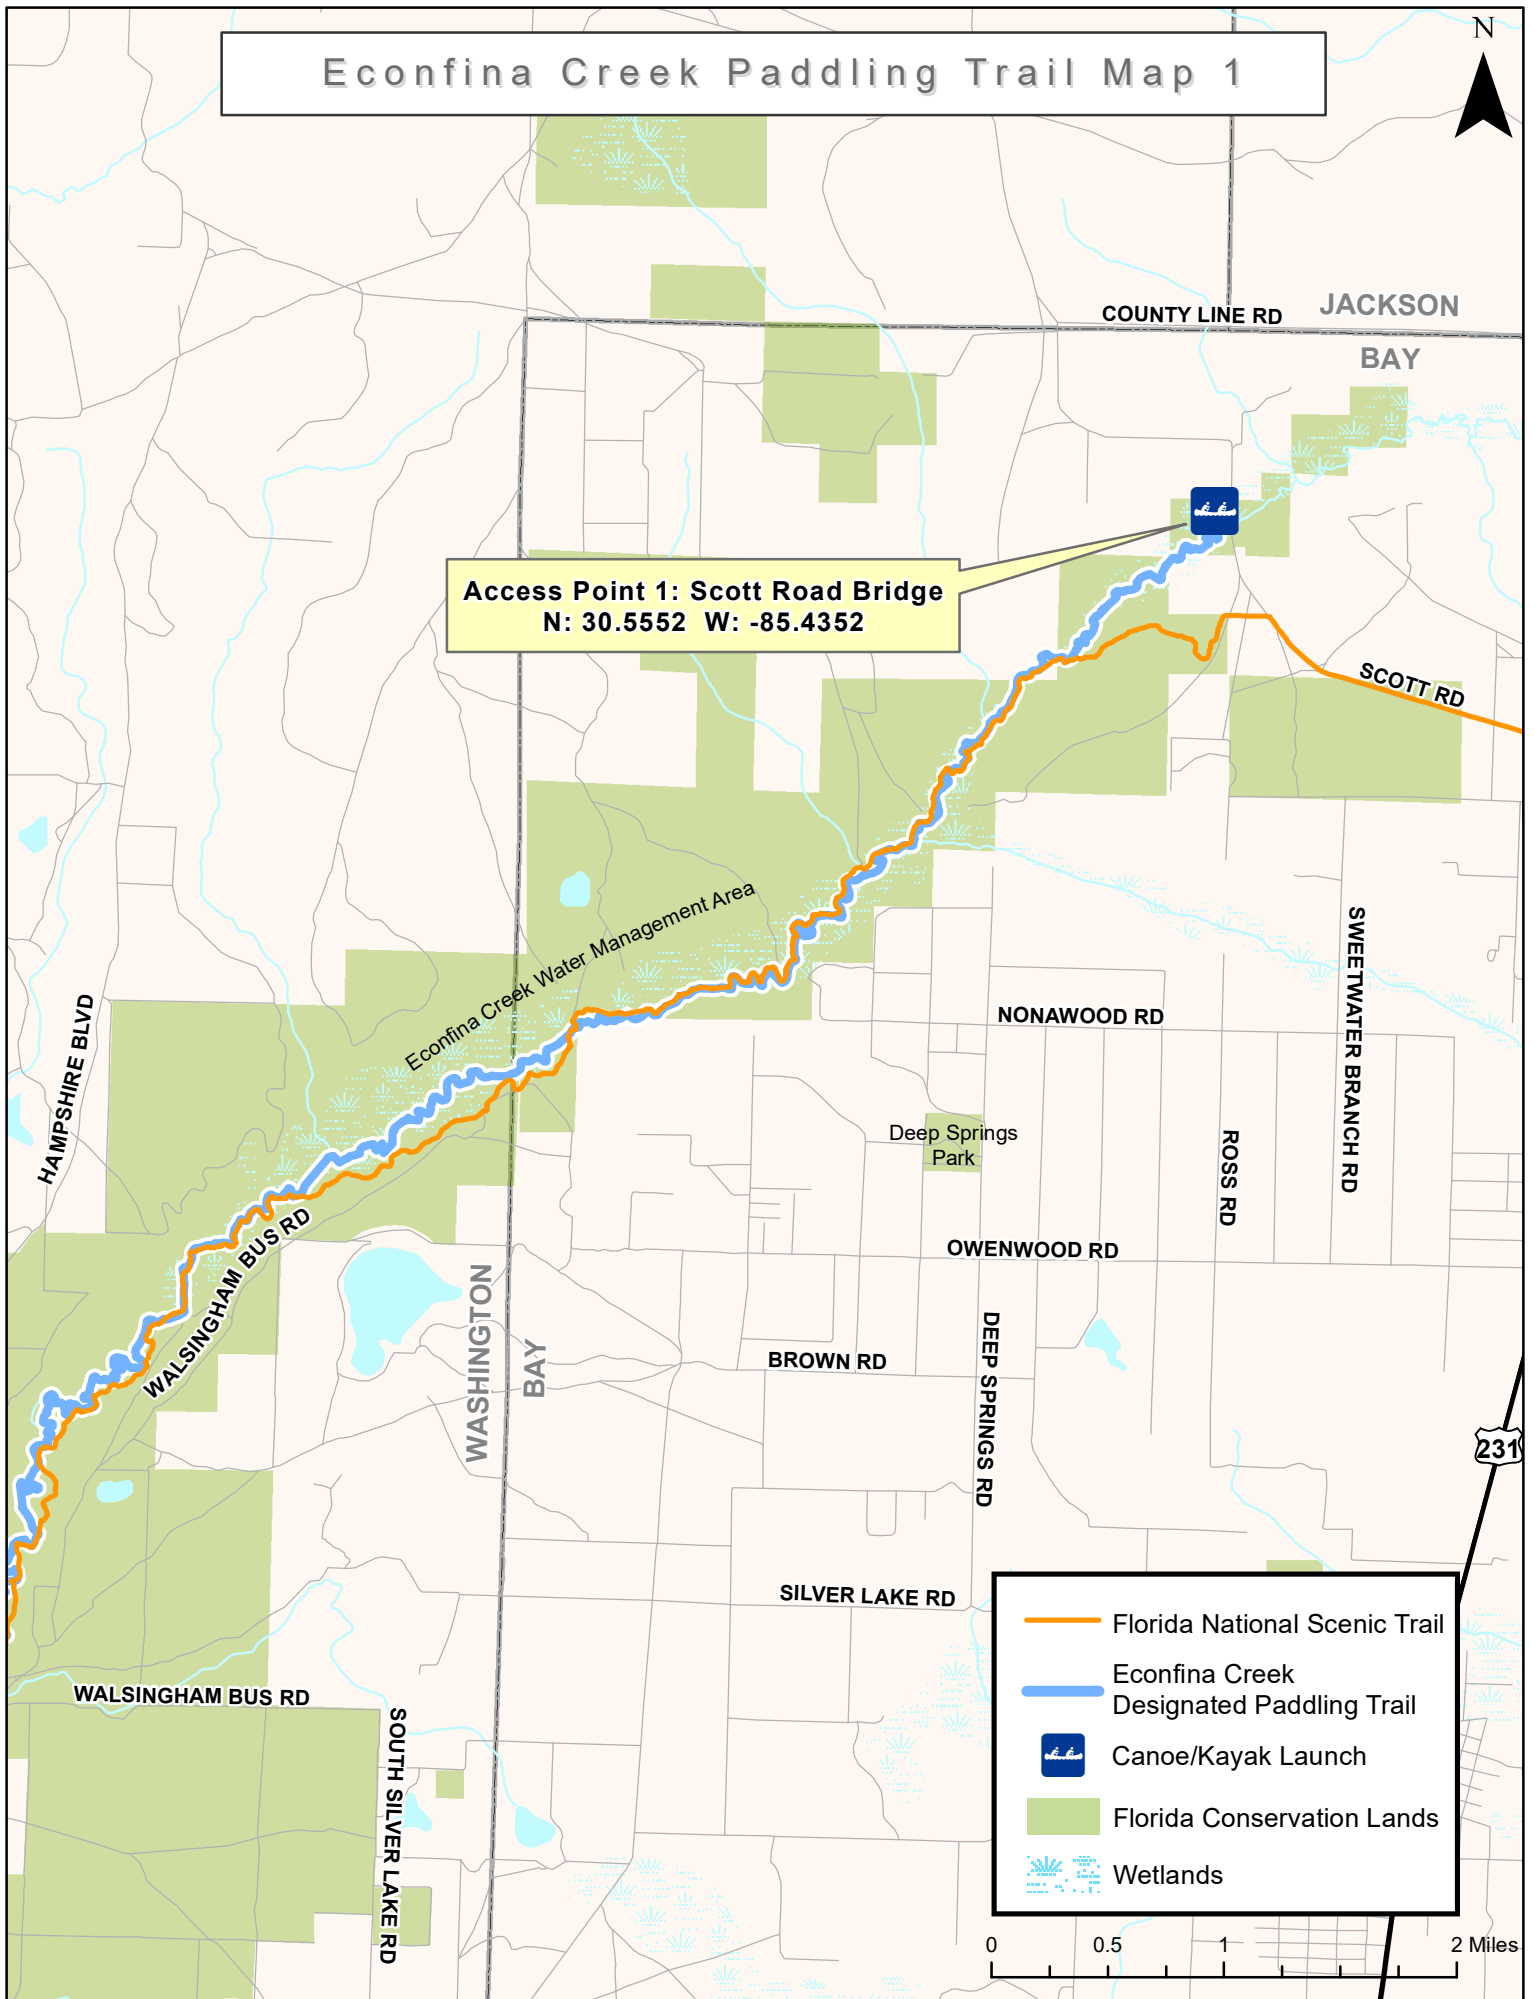 Econfina Creek Paddling Trail Map 1
N
COUNTY LINE RD
JACKSON
BAY
Access Point 1: Scott Road Bridge
N: 30.5552 W: -85.4352
SCOTT RD
Econfina Creek Water Management Area
HAMPSHIRE BLVD
NONAWOOD RD
SWEETWATER BRANCH RD
Deep Springs
Park
ROSS RD
WALSINGHAM BUS RD
OWENWOOD RD
WASHINGTON
BAY
BROWN RD
DEEP SPRINGS RD
231
SILVER LAKE RD
WALSINGHAM BUS RD
SOUTH SILVER LAKE RD
Florida National Scenic Trail
Econfina Creek
Designated Paddling Trail
Canoe/Kayak Launch
Florida Conservation Lands
Wetlands
0 0.5 1 2 Miles